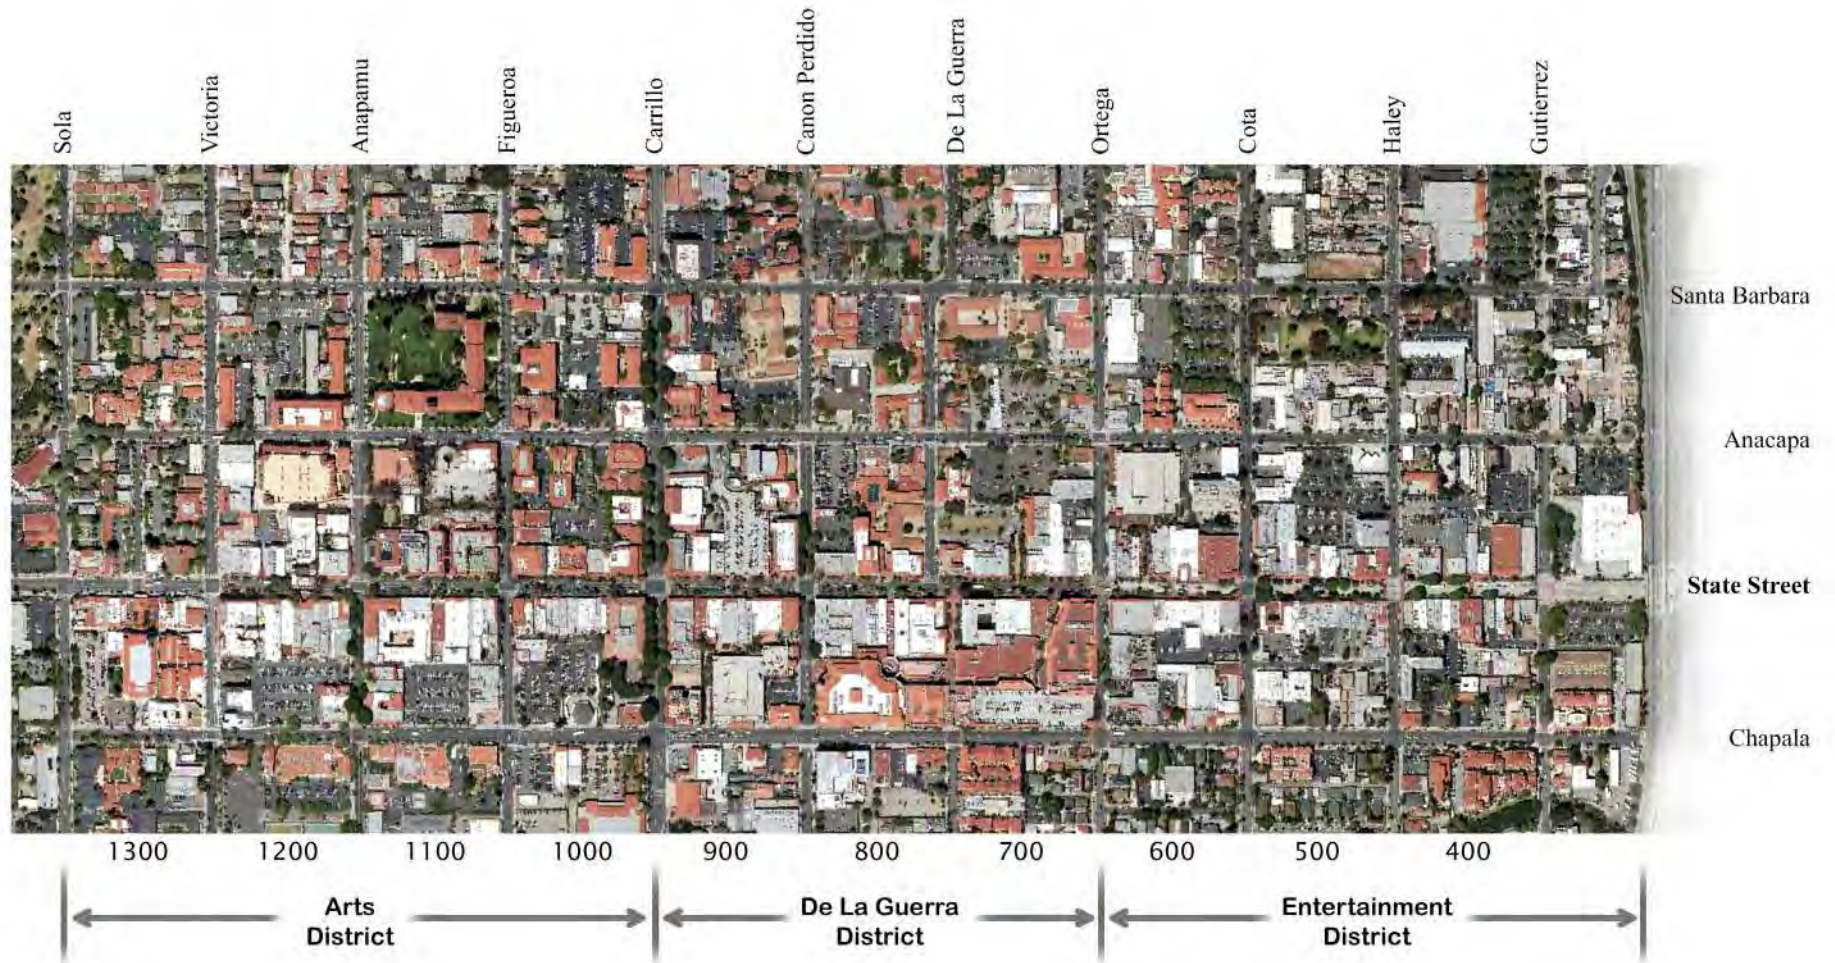 Sola
Victoria
Anapamu
Figueroa
Carrillo
Canon Perdido
De La Guerra
Ortega
Cota
Haley
Gutierrez
Santa Barbara
Anacapa
State Street
Chapala
1300
1200
1100
1000
900
800
700
600
500
400
Arts
District
De La Guerra
District
Entertainment
District